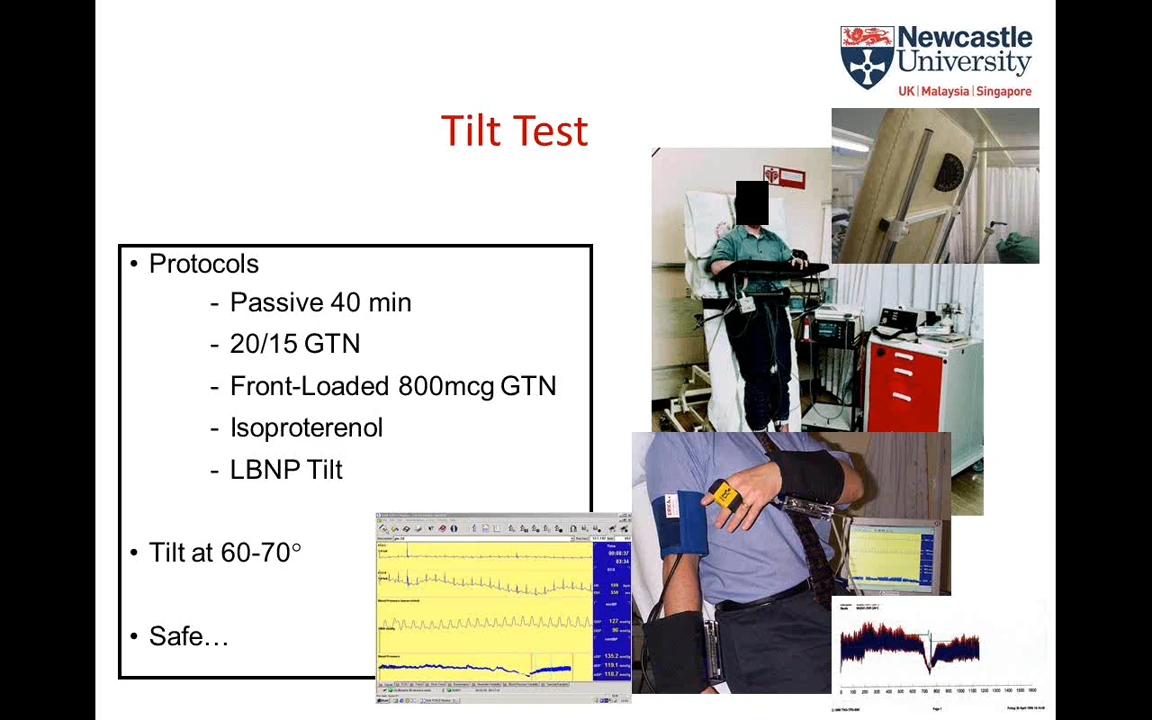 Newcastle
University
UK | Malaysia | Singapore
Tilt Test
• Protocols
- Passive 40 min
- 20/15 GTN
- Front-Loaded 800mcg GTN
- Isoproterenol
- LBNP Tilt
• Tilt at 60-70°
• Safe…